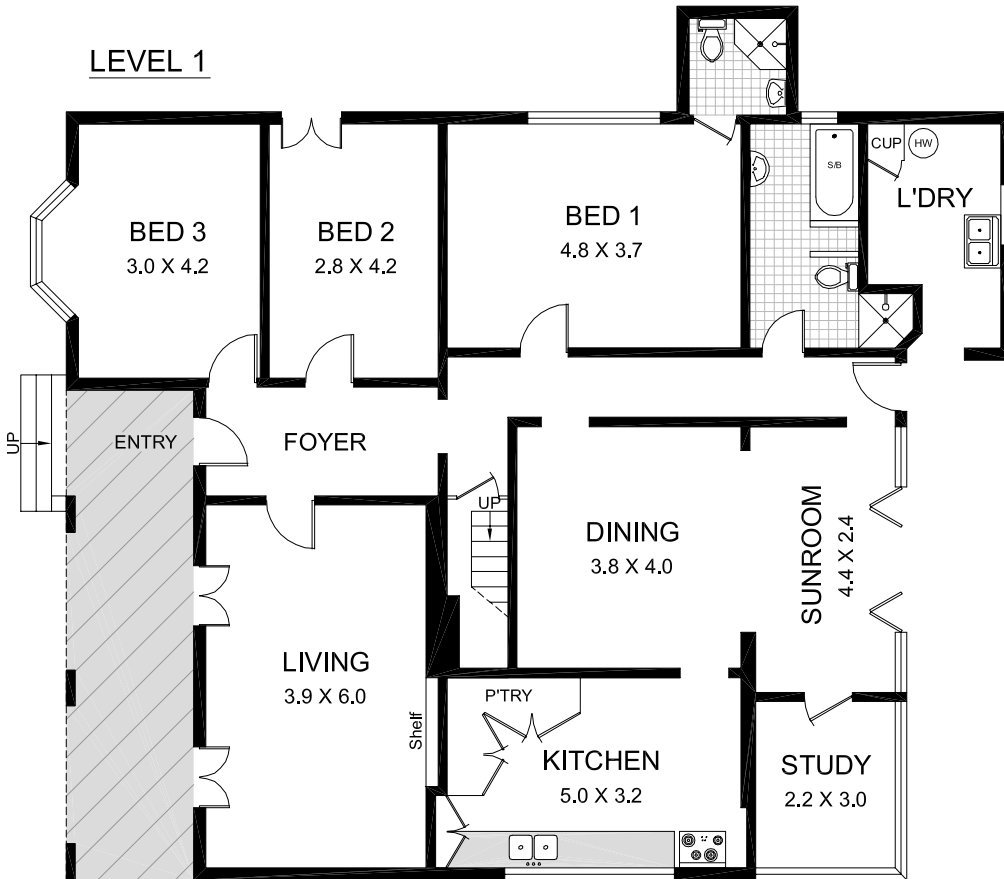 LEVEL 1
CUP
HW
S/B
L'DRY
BED 3
3.0 X 4.2
BED 2
2.8 X 4.2
BED 1
4.8 X 3.7
UP
ENTRY
FOYER
UP
DINING
3.8 X 4.0
SUNROOM
4.4 X 2.4
LIVING
3.9 X 6.0
Shelf
P'TRY
KITCHEN
5.0 X 3.2
STUDY
2.2 X 3.0